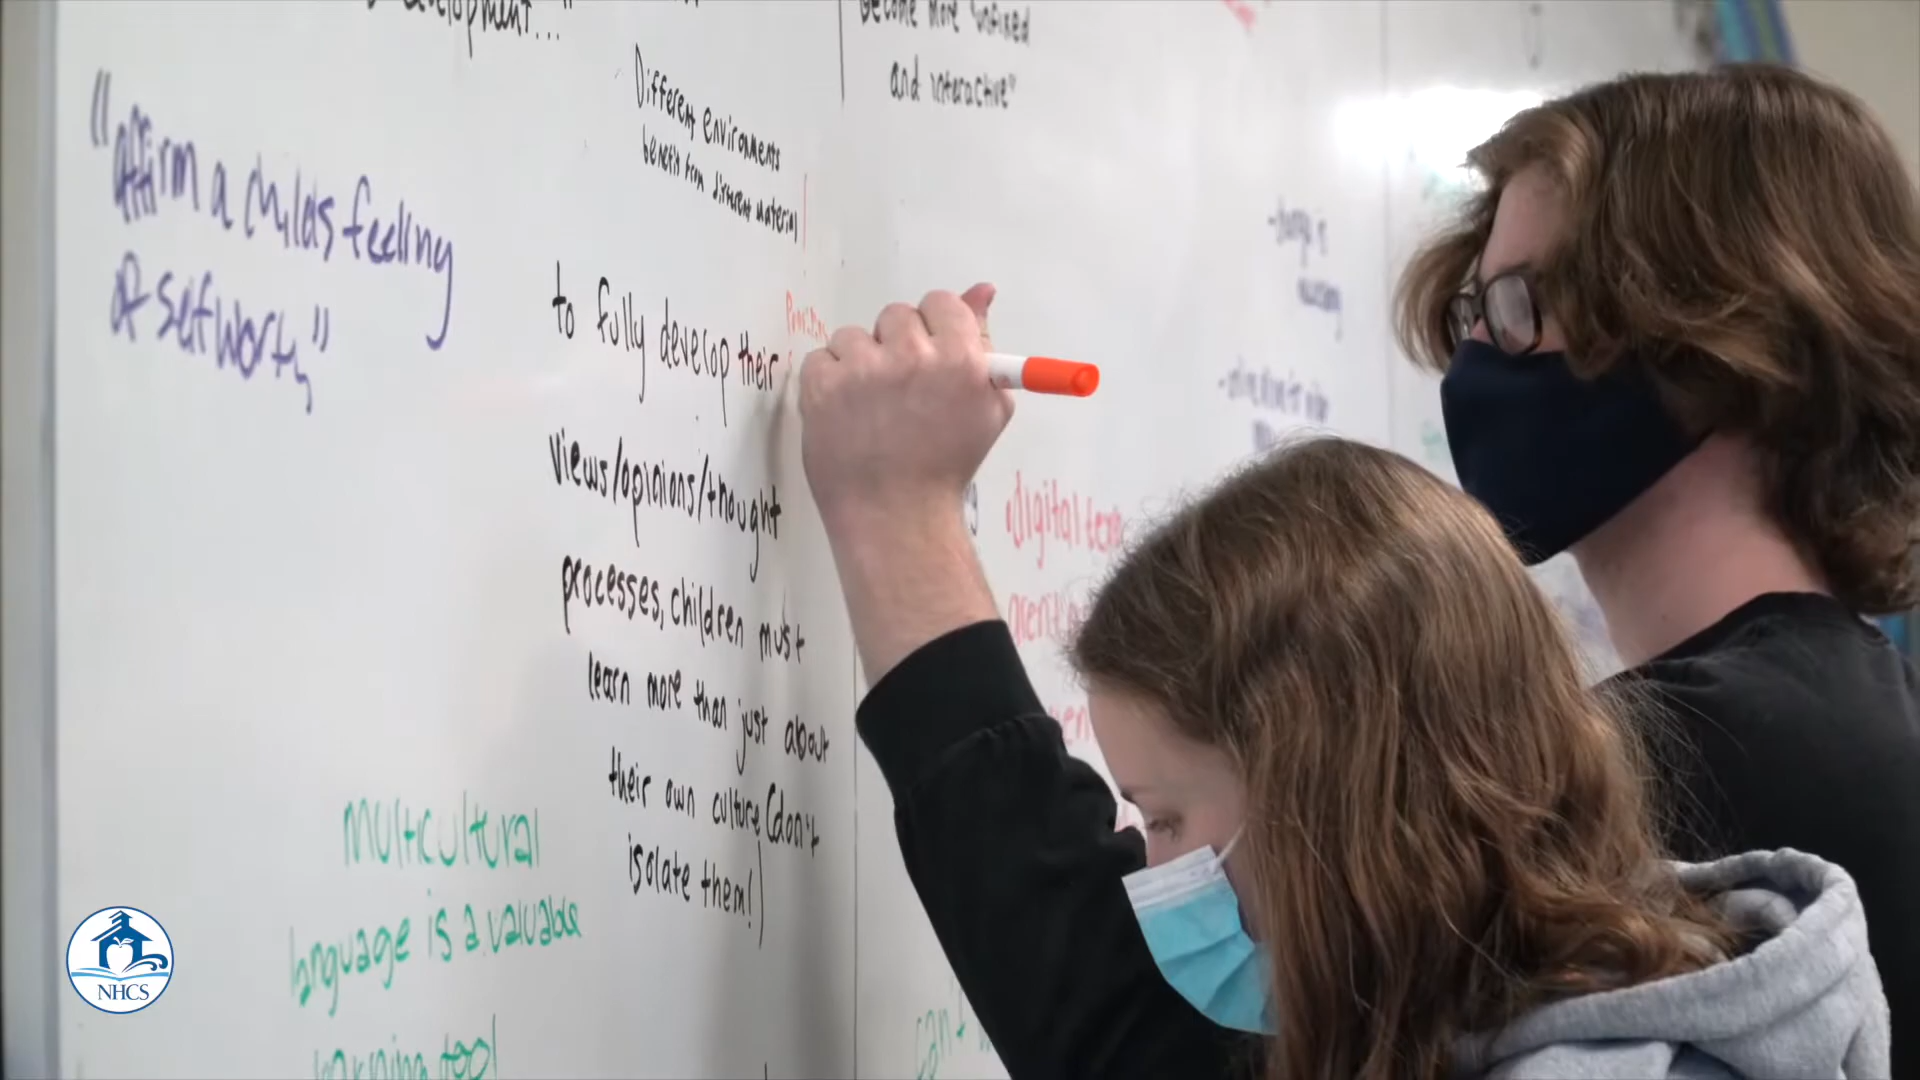 development..."
"affirm a childs feeling
of self worth"
Different environments
benefit from different material
to fully develop their
views/opinions/thought
processes, children must
learn more than just about
their own culture (don't
isolate them!)
multicultural
language is a valuable
learning tool
become more "unfixed
and interactive"
digital
can't
NHCS